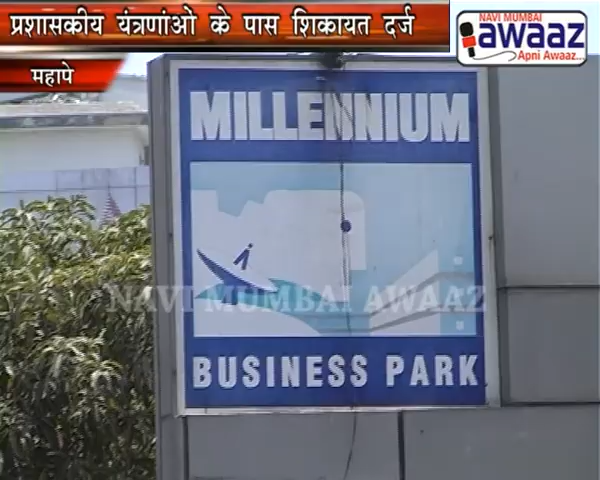 प्रशासकीय यंत्रणांओ के पास शिकायत दर्ज
महापे
NAVI MUMBAI
awaaz
Apni Awaaz...
MILLENNIUM
NAVI MUMBAI AWAAZ
BUSINESS PARK